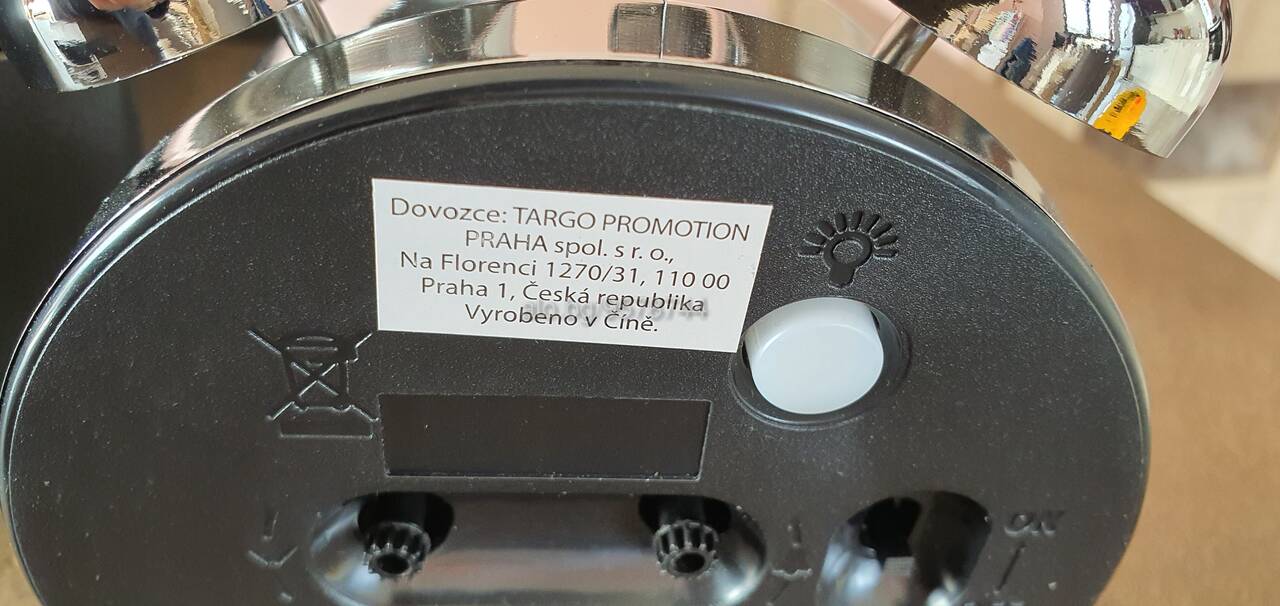 Dovozce: TARGO PROMOTION
PRAHA spol. s r. o.,
Na Florenci 1270/31, 110 00
Praha 1, Česká republika
Vyrobeno v Číně.
ON